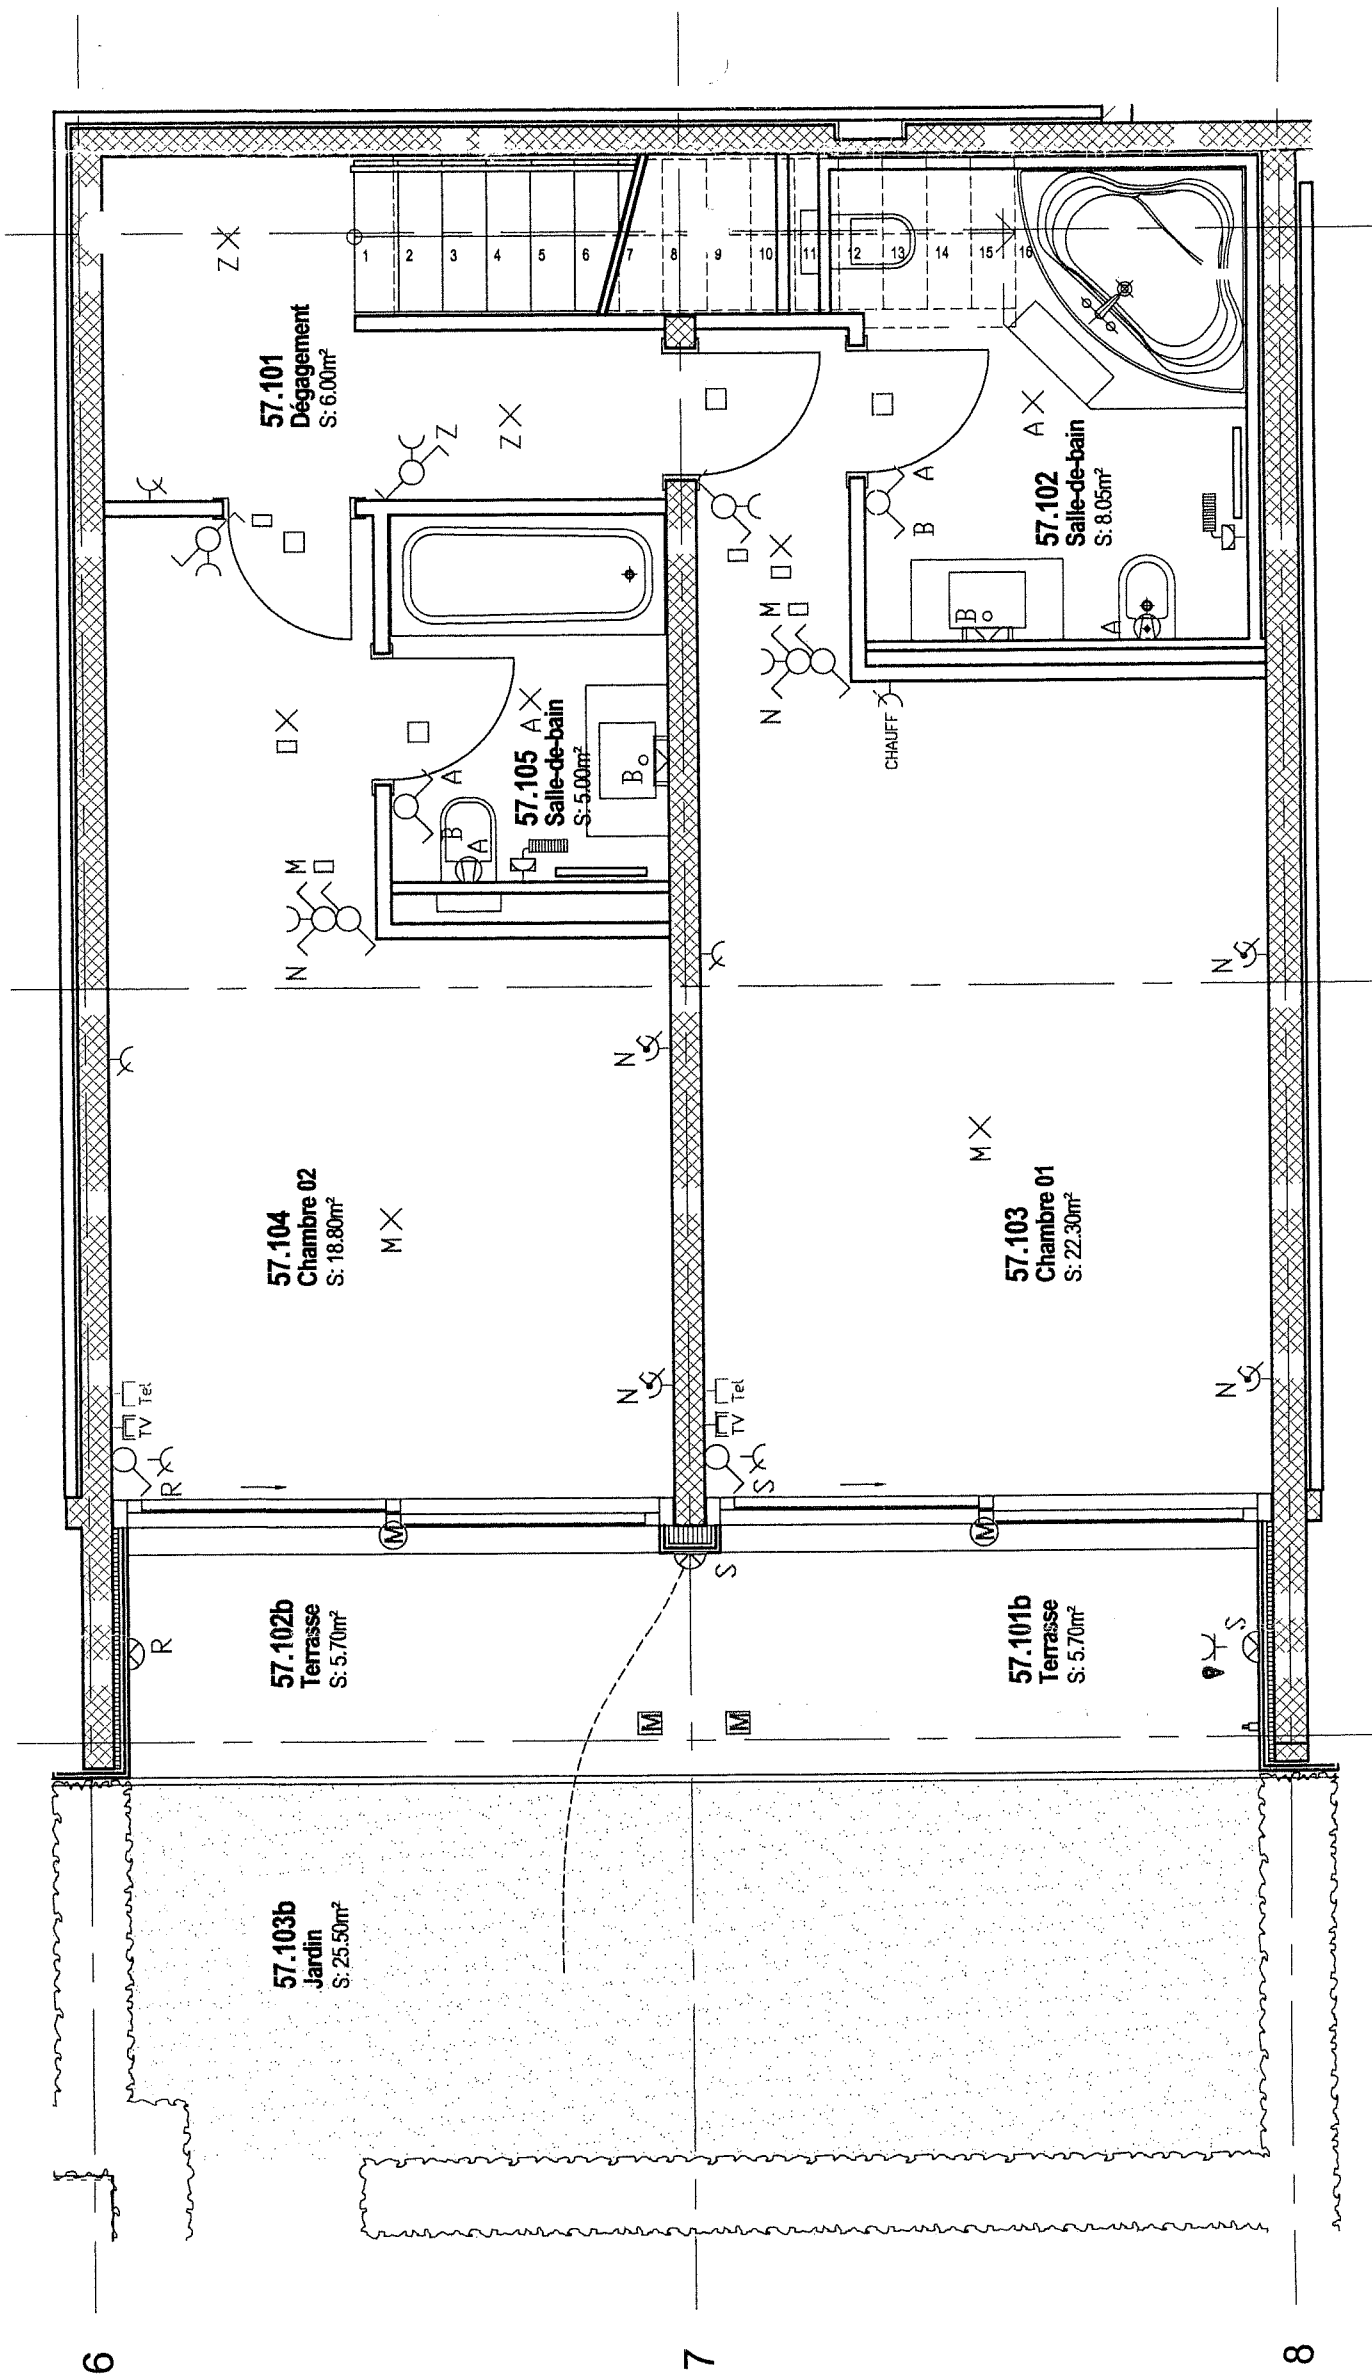 57.101
Dégagement
S: 6.00m²
Z
Z
Z
1
2
3
4
5
6
7
8
9
10
11
12
13
14
15
16
57.102
Salle-de-bain
S: 8.05m²
A
A
B
B
A
57.105
Salle-de-bain
S: 5.00m²
A
A
B
B
A
M
N
M
N
CHAUFF
57.104
Chambre 02
S: 18.80m²
M
N
N
TV Tel
R
57.103
Chambre 01
S: 22.30m²
M
N
N
TV Tel
S
M
M
57.102b
Terrasse
S: 5.70m²
R
S
57.101b
Terrasse
S: 5.70m²
S
M
M
57.103b
Jardin
S: 25.50m²
6
7
8